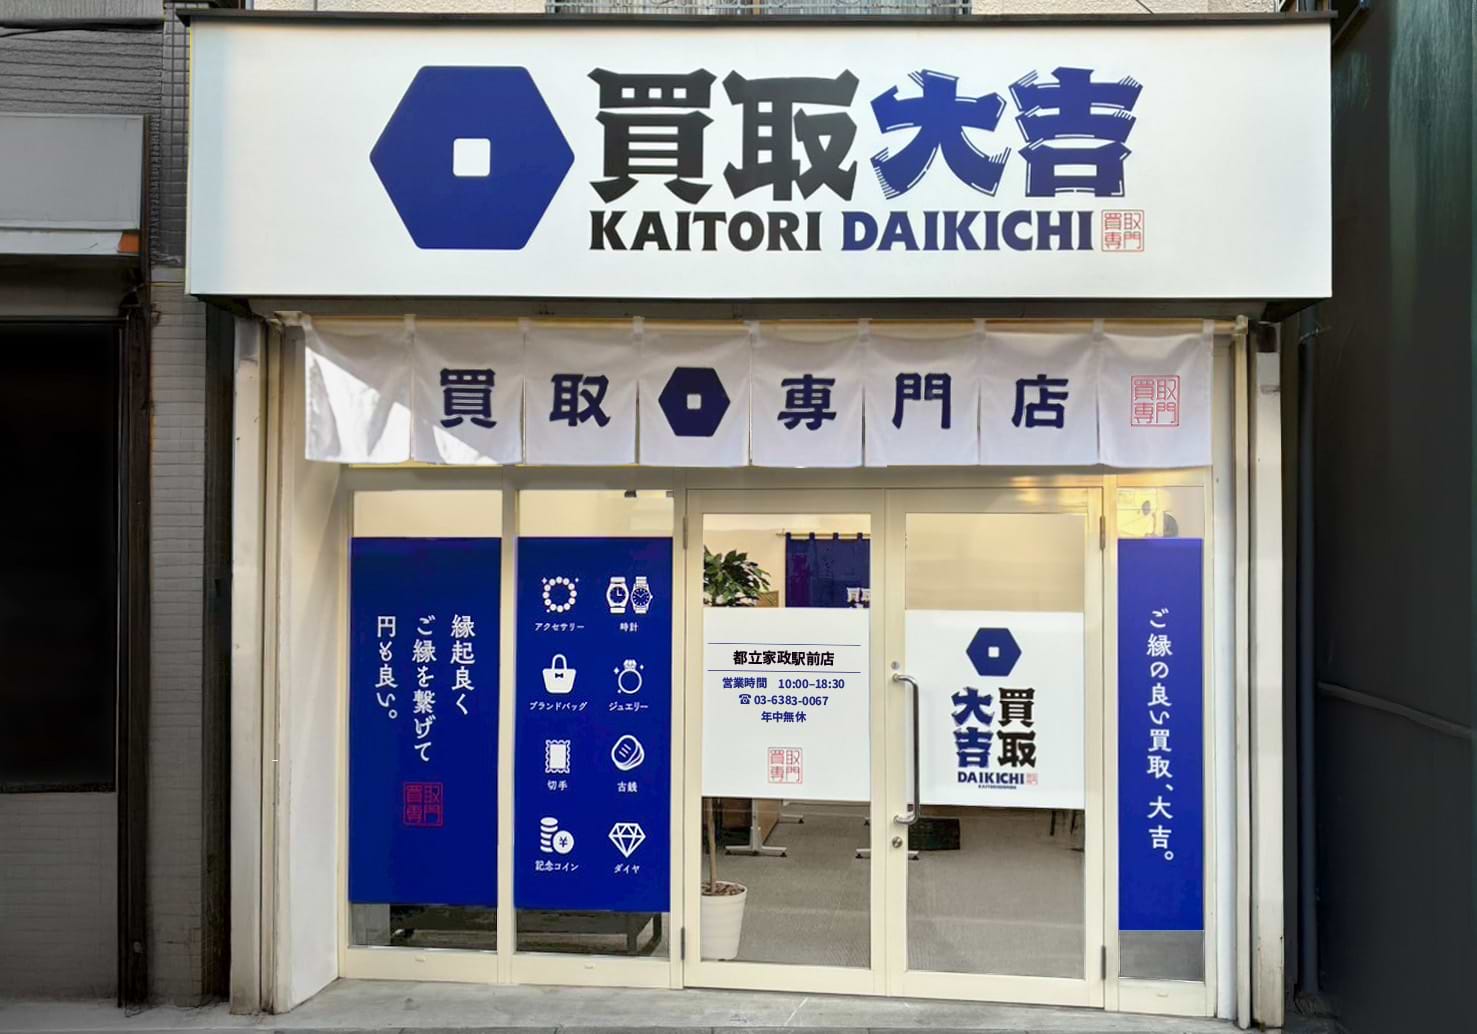 買取大吉
KAITORI DAIKICHI
買取
専門
買取 専門店
買取
専門
縁起良く
ご縁を繋げて
円も良い。
買取
専門
アクセサリー
時計
ブランドバッグ
ジュエリー
切手
古銭
記念コイン
ダイヤ
買取
都立家政駅前店
営業時間 10:00–18:30
☎ 03-6383-0067
年中無休
買取
専門
買取
大吉
DAIKICHI
ご縁の良い買取、大吉。